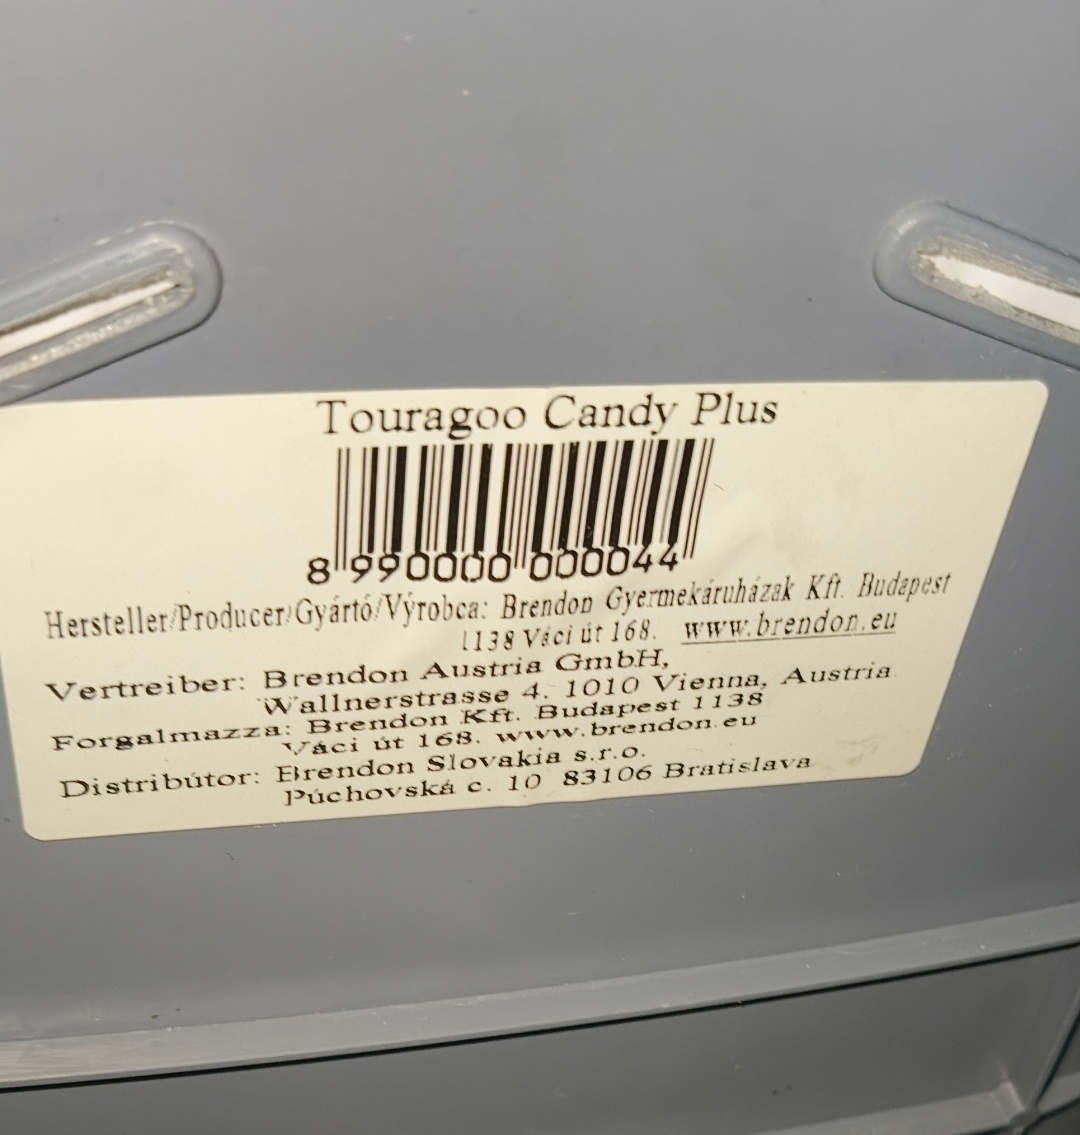 Touragoo Candy Plus
8 990000 000044
Hersteller/Producer/Gyártó/Výrobca: Brendon Gyermekáruházak Kft. Budapest
1138 Váci út 168. www.brendon.eu
Vertreiber: Brendon Austria GmbH,
Wallnerstrasse 4. 1010 Vienna, Austria
Forgalmazza: Brendon Kft. Budapest 1138
Váci út 168. www.brendon.eu
Distribútor: Brendon Slovakia s.r.o.
Púchovská c. 10 83106 Bratislava